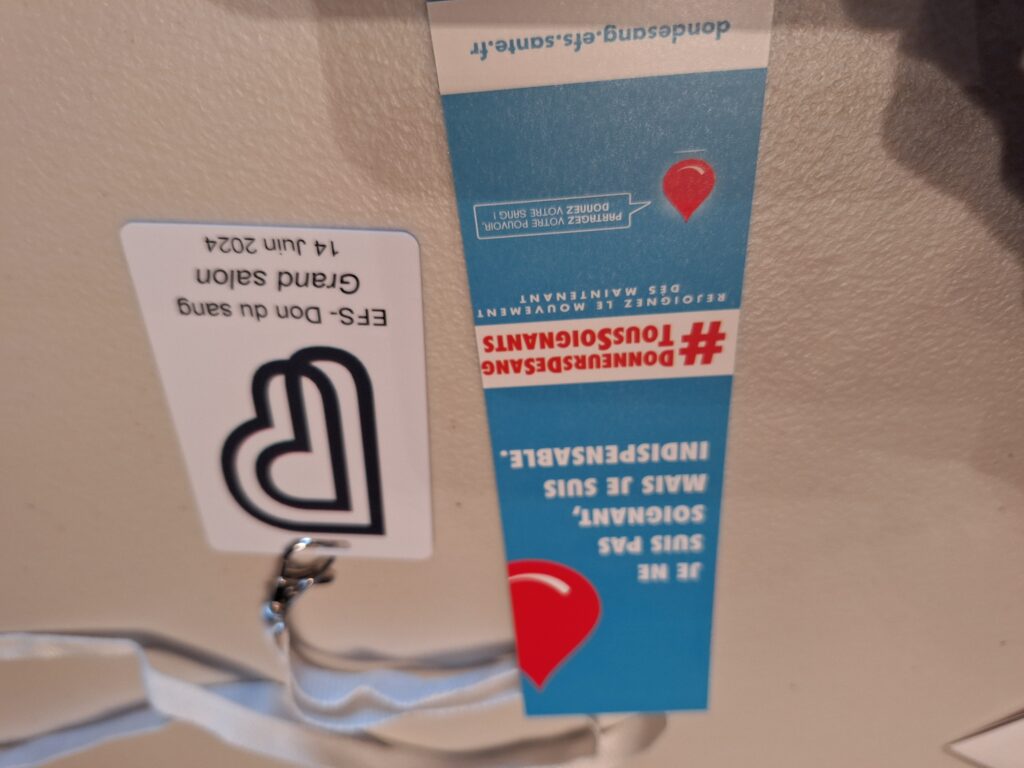 EFS- Don du sang
Grand salon
14 Juin 2024
JE NE
SUIS PAS
SOIGNANT,
MAIS JE SUIS
INDISPENSABLE.
#DONNEURSDESANG
TOUSSOIGNANTS
REJOIGNEZ LE MOUVEMENT
DÈS MAINTENANT
PARTAGEZ VOTRE POUVOIR,
DONNEZ VOTRE SANG !
dondesang.efs.sante.fr